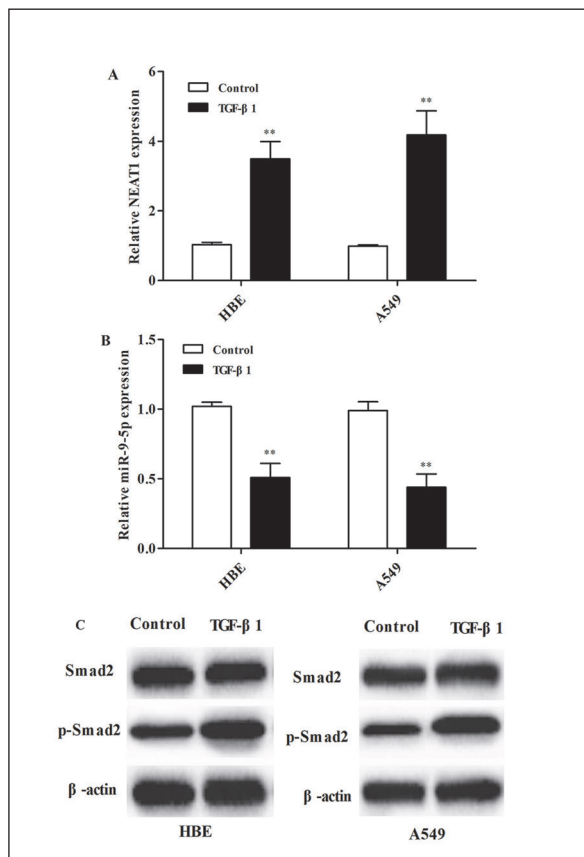 A
Relative NEAT1 expression
6
4
2
0
Control
TGF-β 1
**
**
HBE
A549
B
Relative miR-9-5p expression
1.5
1.0
0.5
0.0
Control
TGF-β 1
**
**
HBE
A549
C
Control TGF-β 1
Smad2
p-Smad2
β -actin
HBE
Control TGF-β 1
Smad2
p-Smad2
β -actin
A549